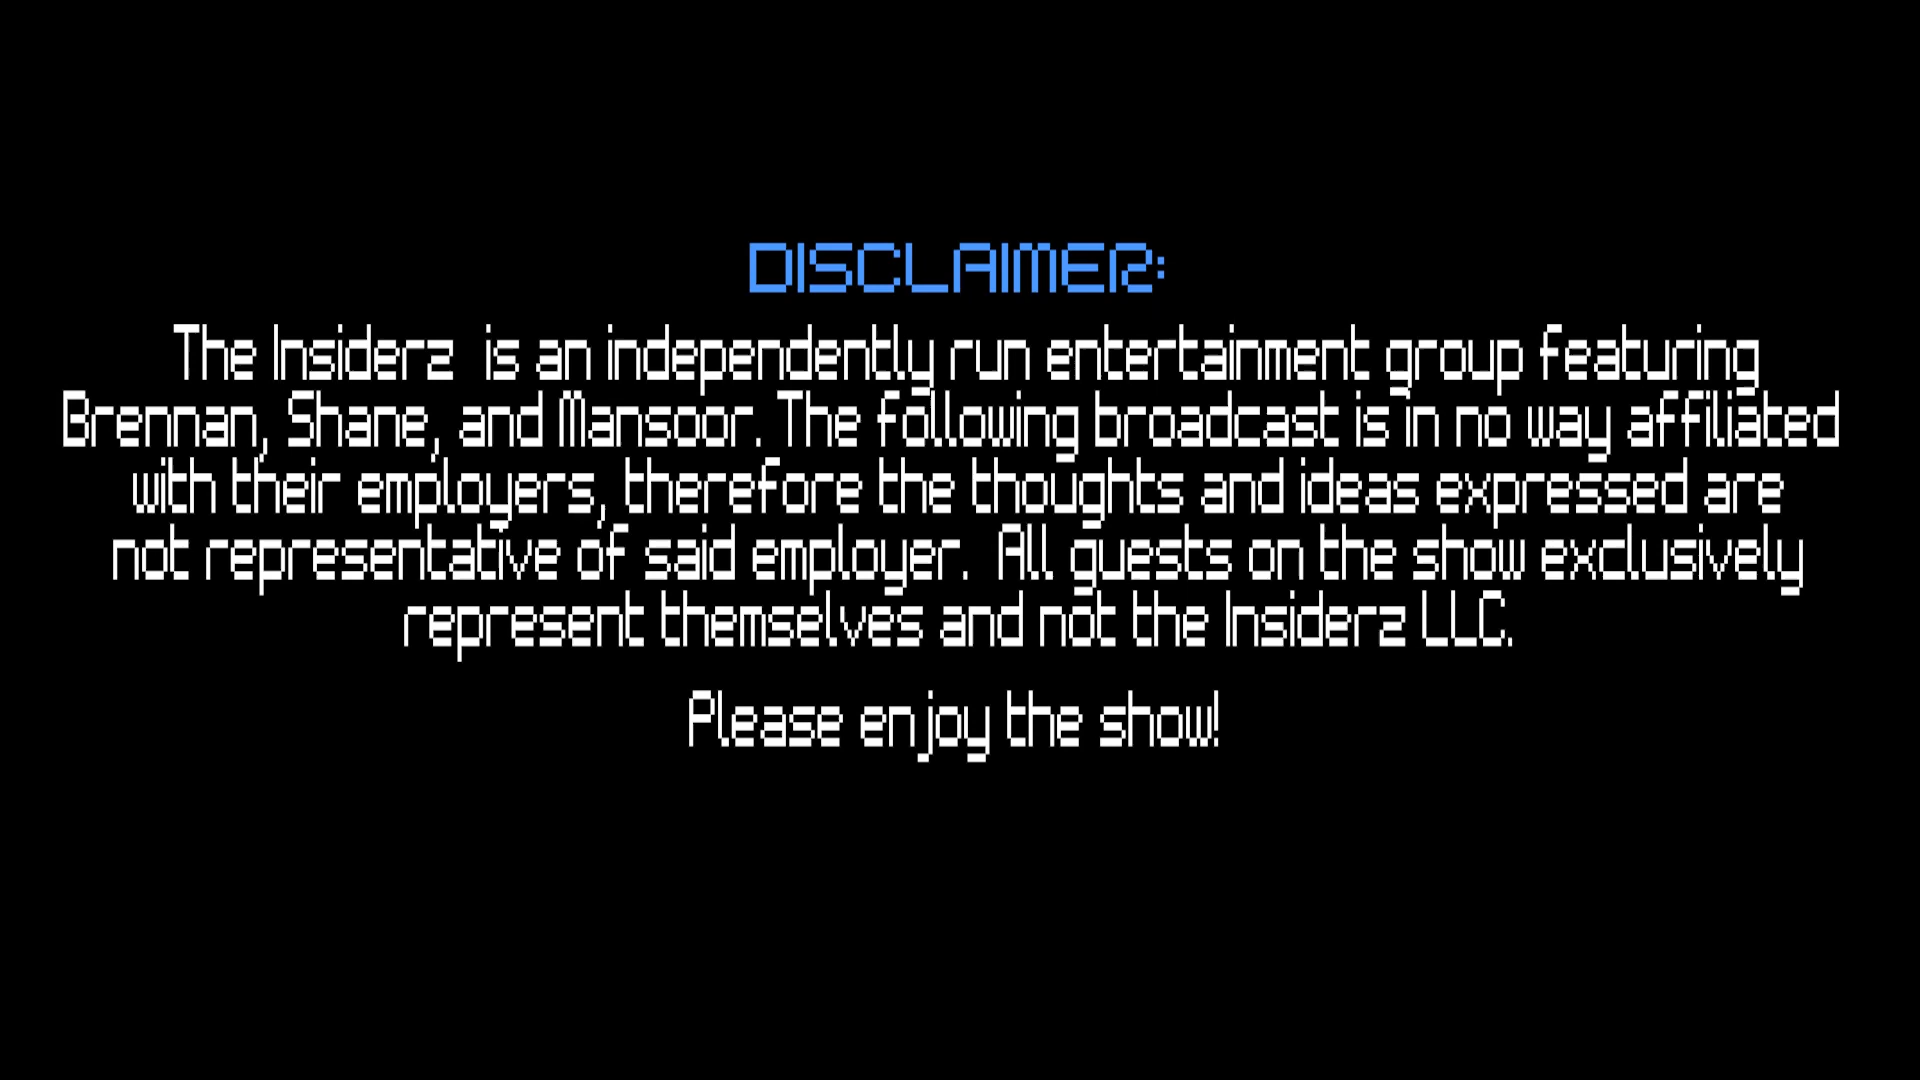 DISCLAIMER:
The Insiderz  is an independently run entertainment group featuring
Brennan, Shane, and Mansoor. The following broadcast is in no way affiliated
with their employers, therefore the thoughts and ideas expressed are
not representative of said employer.  All guests on the show exclusively
represent themselves and not the Insiderz LLC.
Please enjoy the show!